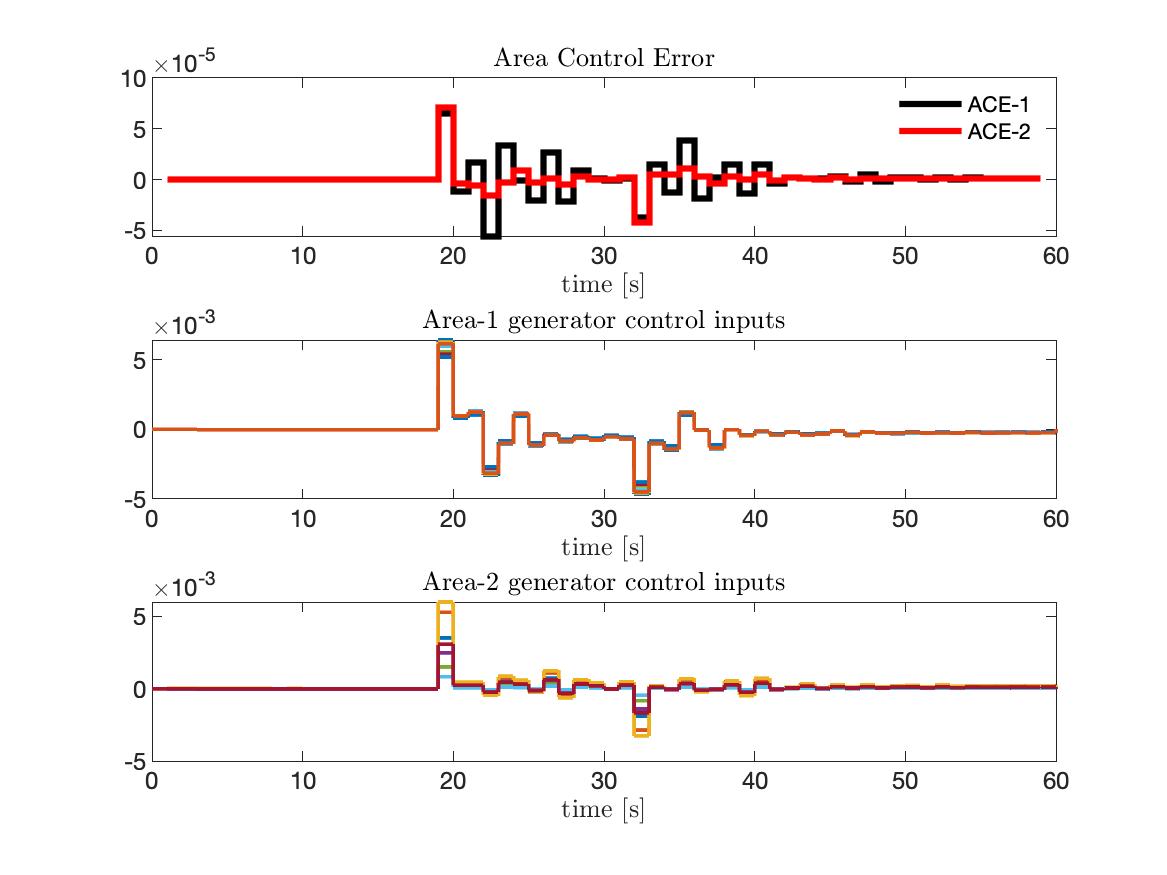 Area Control Error
×10-5
10
5
0
-5
ACE-1
ACE-2
0 10 20 30 40 50 60
time [s]
Area-1 generator control inputs
×10-3
5
0
-5
0 10 20 30 40 50 60
time [s]
Area-2 generator control inputs
×10-3
5
0
-5
0 10 20 30 40 50 60
time [s]